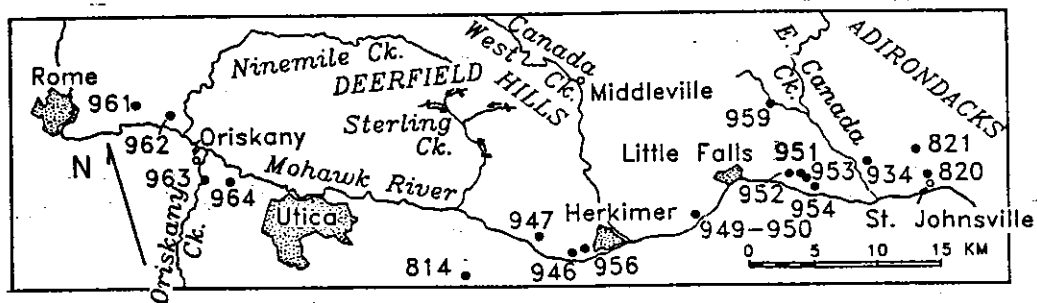 Rome
961
962
N
Oriskany
963
964
Oriskany Ck.
Ninemile Ck.
DEERFIELD HILLS
Sterling Ck.
Mohawk River
Utica
814
West Canada Ck.
Middleville
947
946
Herkimer
956
Little Falls
949-950
959
951
952
953
954
E. Canada Ck.
934
ADIRONDACKS
821
820
St. Johnsville
0 5 10 15 KM